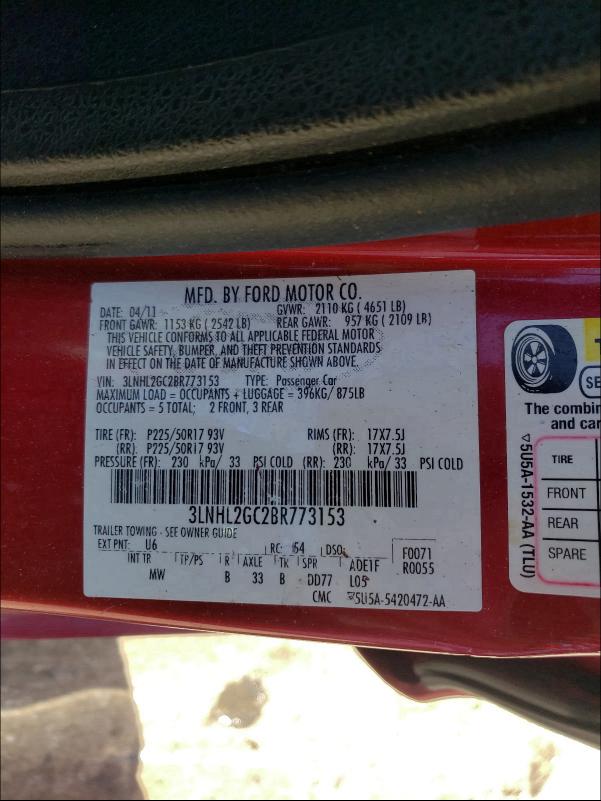 MFD. BY FORD MOTOR CO.
DATE: 04/11 GVWR: 2110 KG ( 4651 LB)
FRONT GAWR: 1153 KG ( 2542 LB) REAR GAWR: 957 KG ( 2109 LB)
THIS VEHICLE CONFORMS TO ALL APPLICABLE FEDERAL MOTOR
VEHICLE SAFETY, BUMPER, AND THEFT PREVENTION STANDARDS
IN EFFECT ON THE DATE OF MANUFACTURE SHOWN ABOVE.
VIN: 3LNHL2GC2BR773153 TYPE: Passenger Car
MAXIMUM LOAD = OCCUPANTS + LUGGAGE = 396KG/ 875LB
OCCUPANTS = 5 TOTAL; 2 FRONT, 3 REAR
TIRE (FR): P225/50R17 93V RIMS (FR): 17X7.5J
(RR): P225/50R17 93V (RR): 17X7.5J
PRESSURE (FR): 230 kPa/ 33 PSI COLD (RR): 230 kPa/ 33 PSI COLD
3LNHL2GC2BR773153
TRAILER TOWING - SEE OWNER GUIDE
EXT PNT: U6 RC: 54 DSO: F0071
INT TR TP/PS R AXLE TK SPR ADE1F R0055
MW B 33 B DD77 L05
CMC 5U5A-5420472-AA
SE
The combin
and car
TIRE
FRONT
REAR
SPARE
5U5A-1532-AA (TLU)